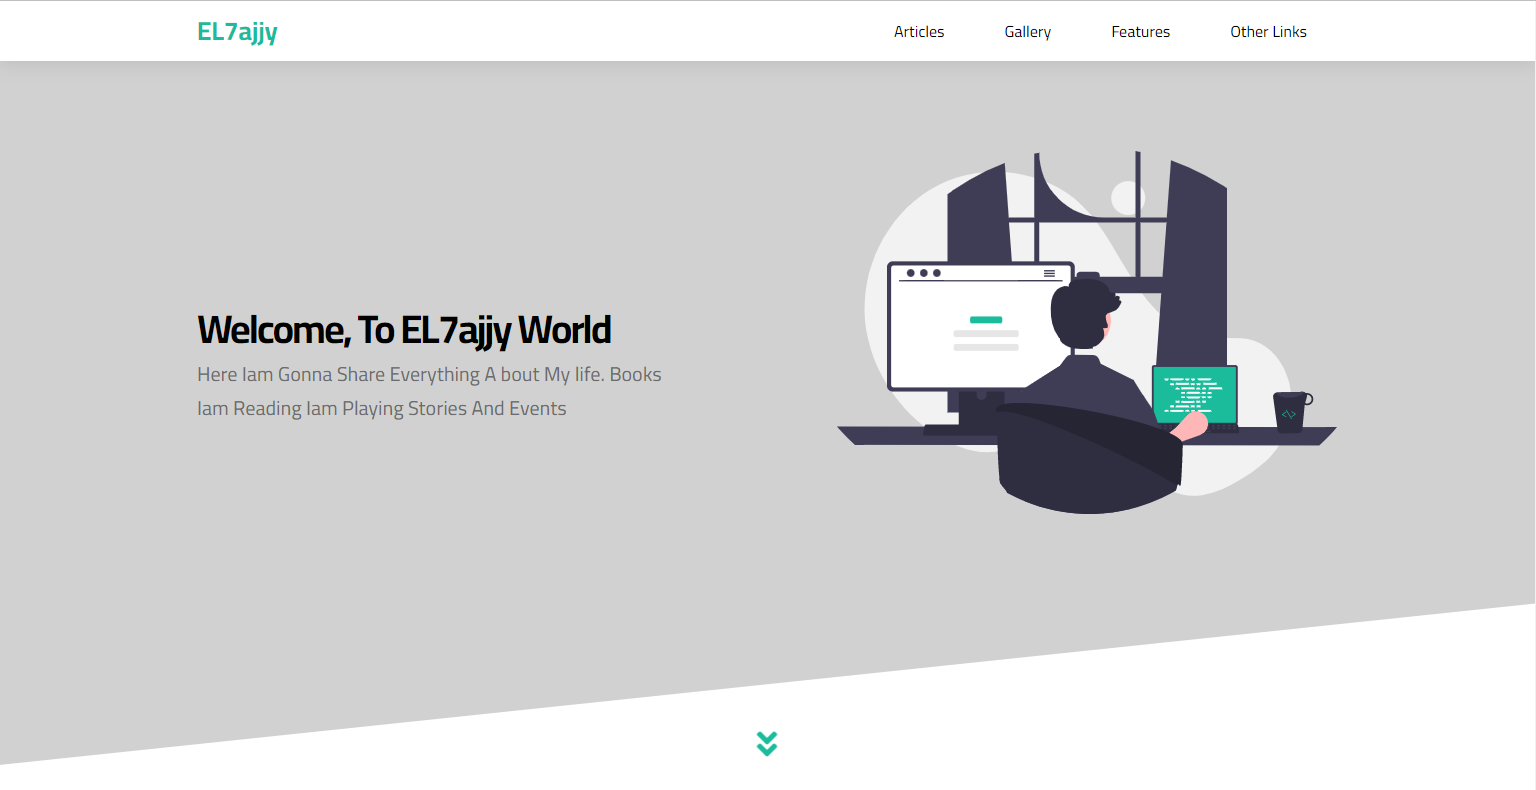 EL7ajjy
Articles Gallery Features Other Links
Welcome, To EL7ajjy World
Here Iam Gonna Share Everything A bout My life. Books
Iam Reading Iam Playing Stories And Events